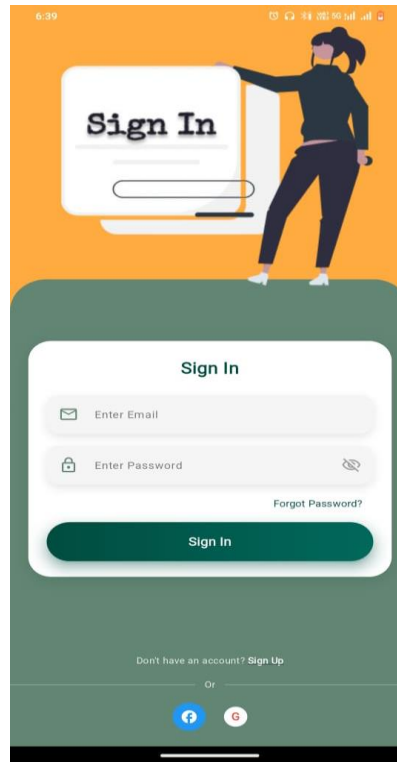 6:39
5G
Sign In
Sign In
Enter Email
Enter Password
Forgot Password?
Sign In
Don't have an account? Sign Up
Or
G